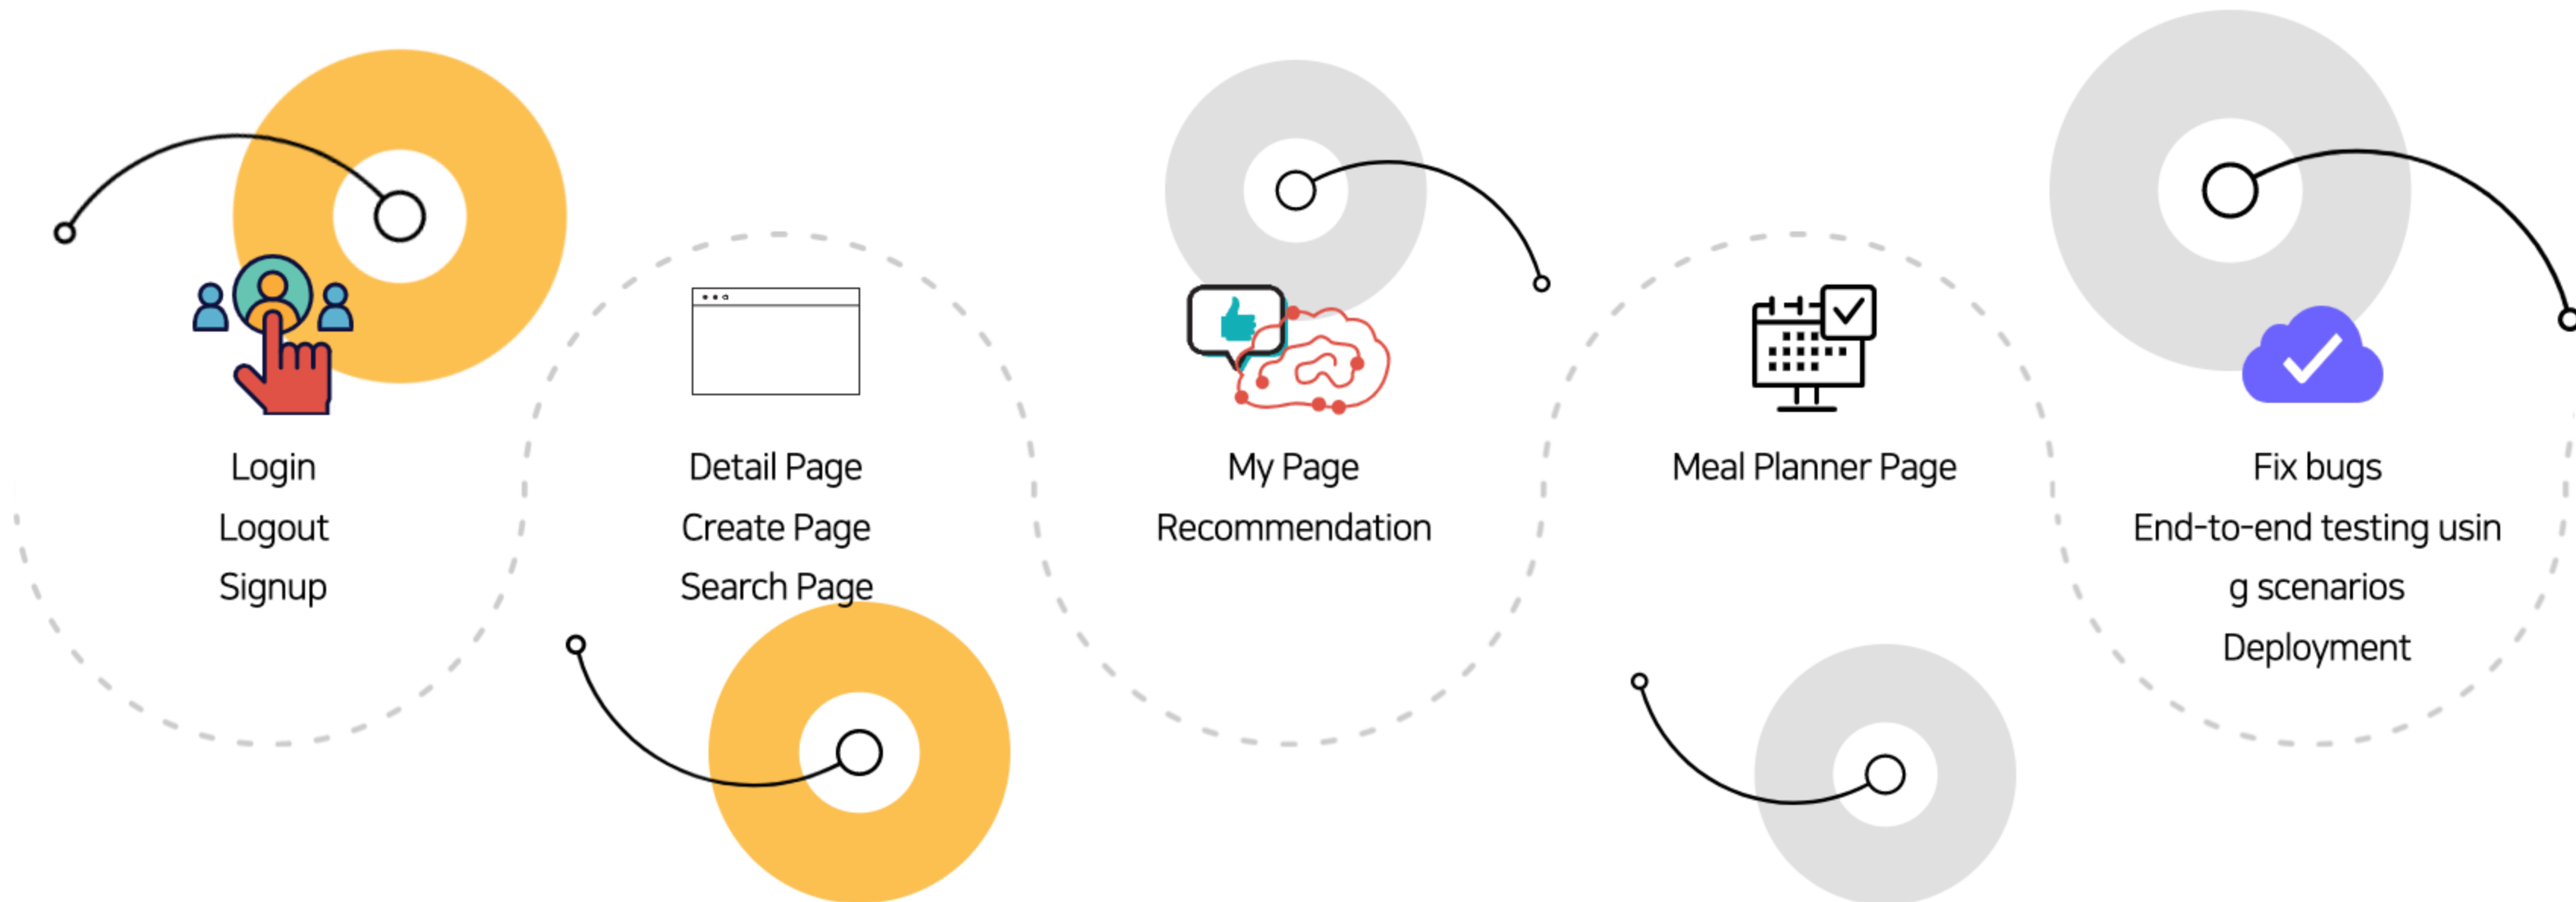 Login
Logout
Signup
Detail Page
Create Page
Search Page
My Page
Recommendation
Meal Planner Page
Fix bugs
End-to-end testing usin
g scenarios
Deployment